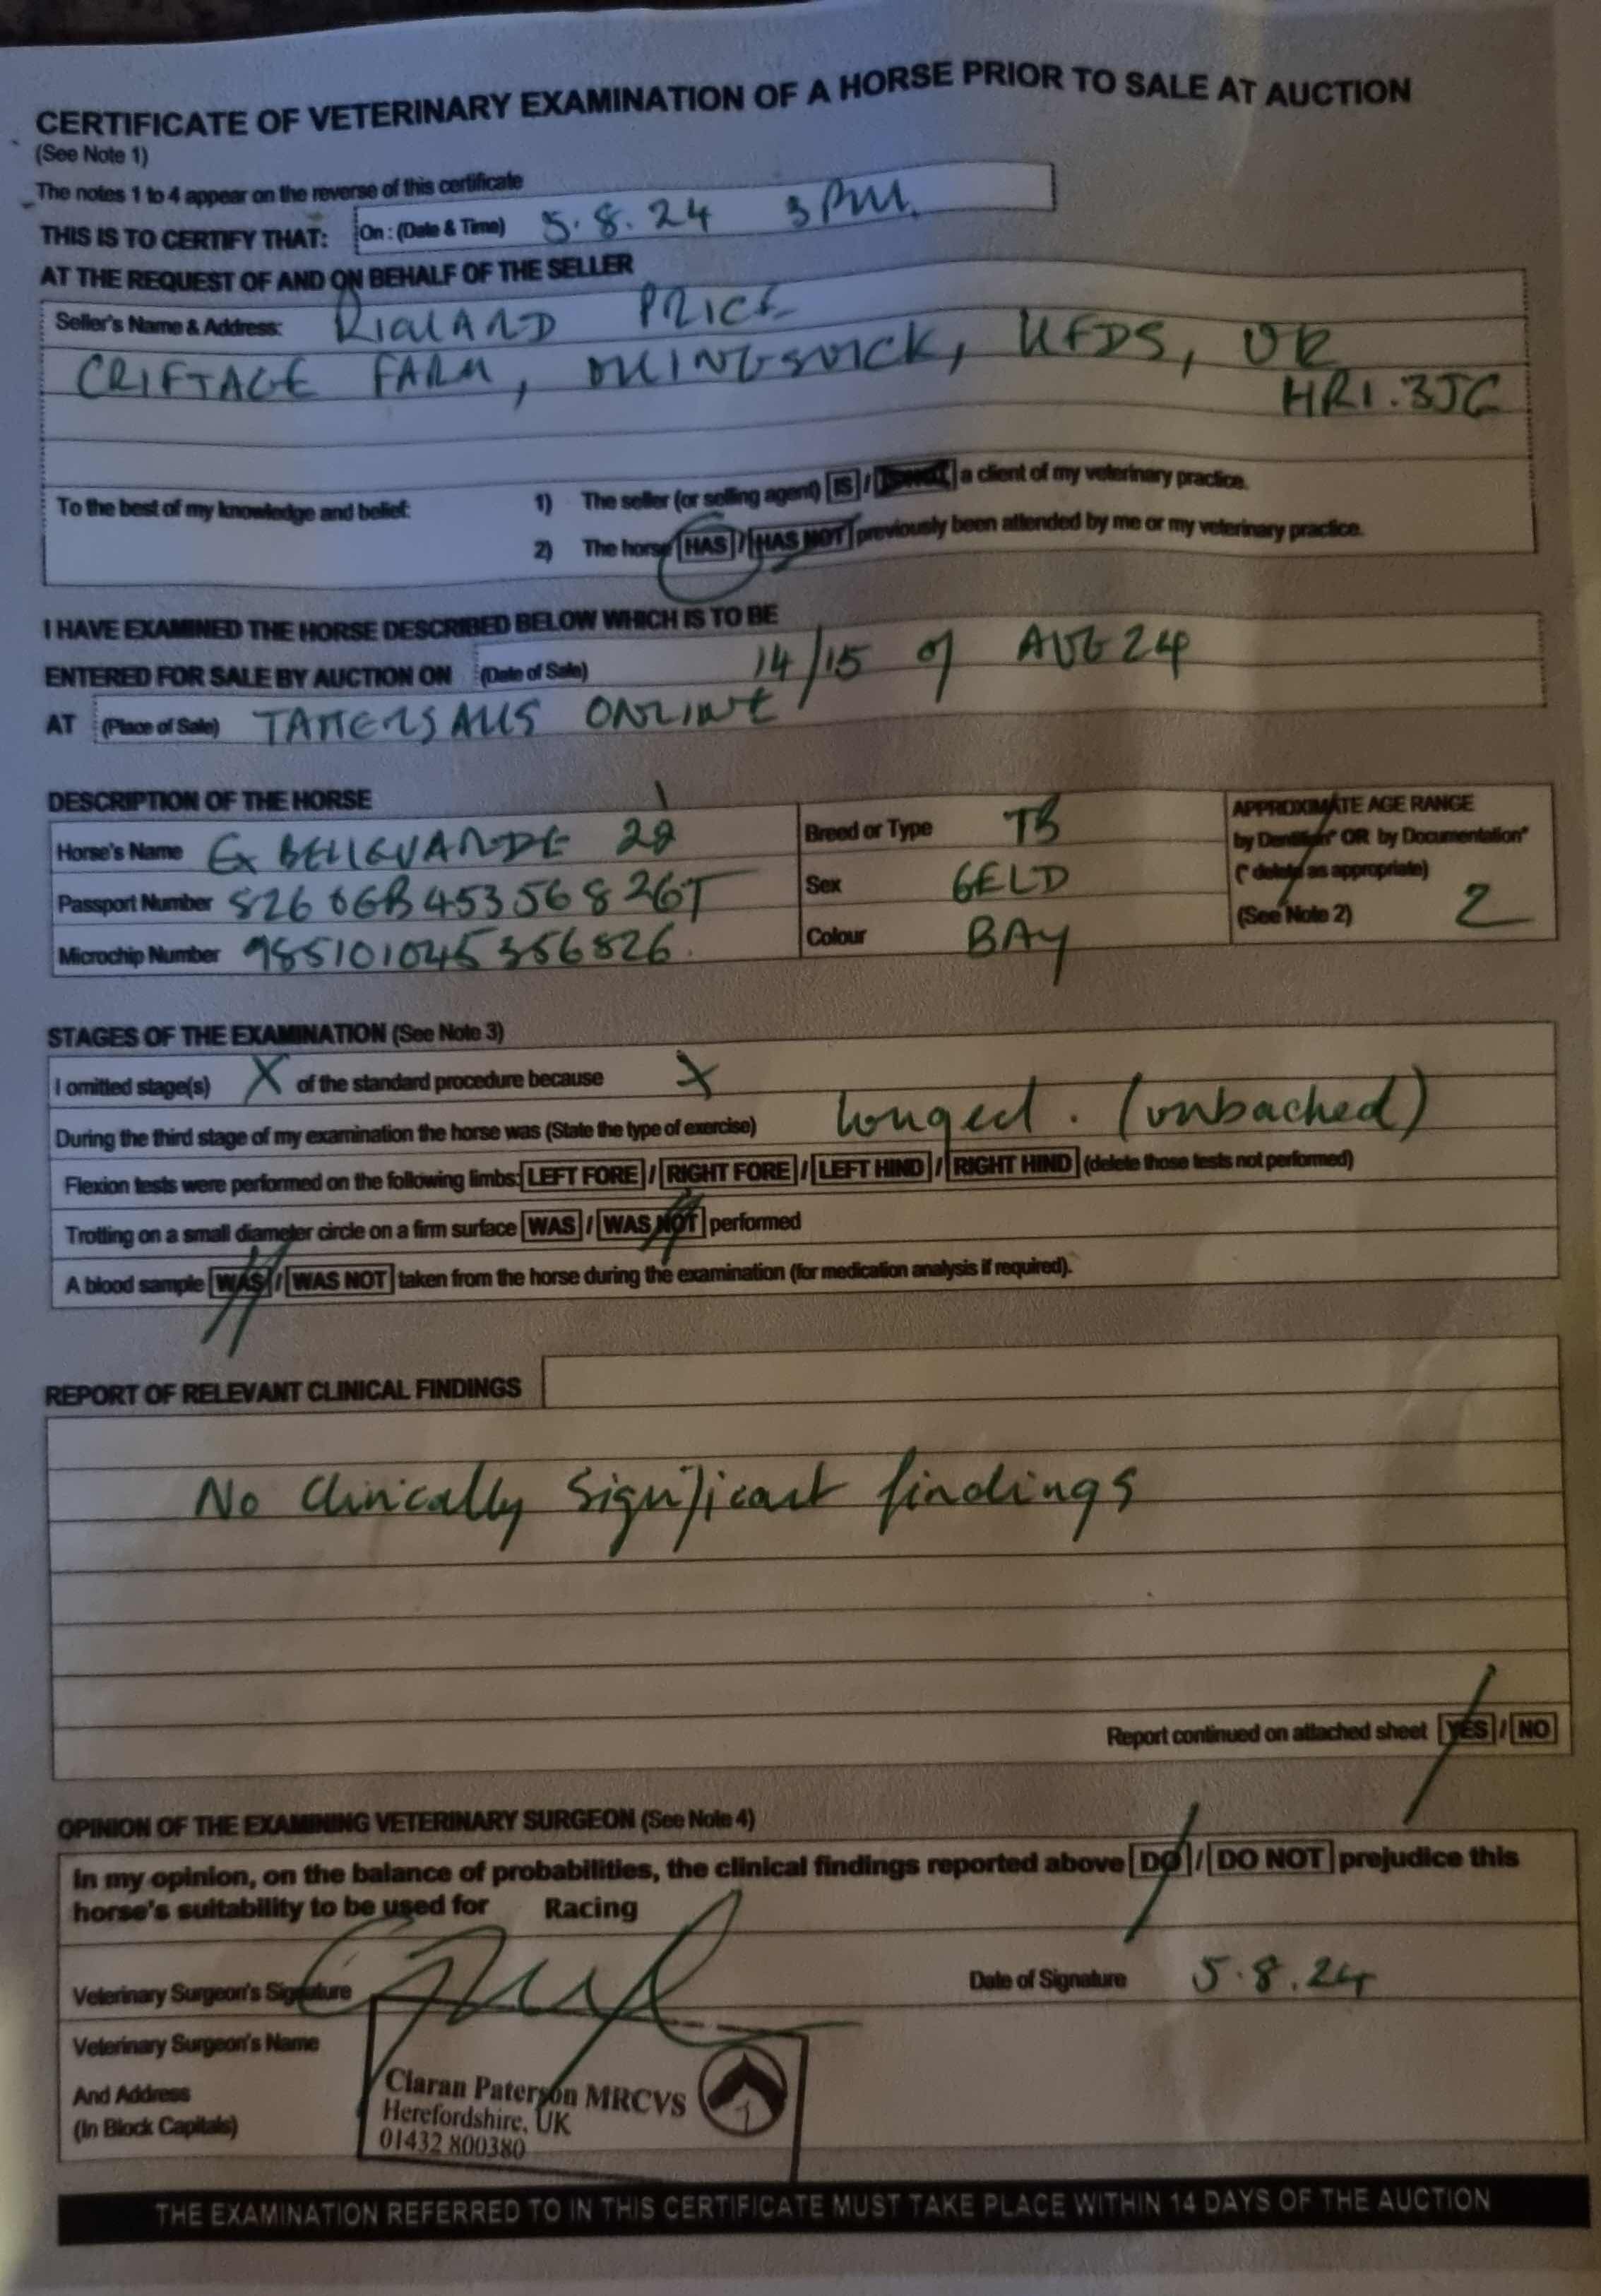 CERTIFICATE OF VETERINARY EXAMINATION OF A HORSE PRIOR TO SALE AT AUCTION
(See Note 1)
The notes 1 to 4 appear on the reverse of this certificate
THIS IS TO CERTIFY THAT: On : (Date & Time) 5.8.24 3PM.
AT THE REQUEST OF AND ON BEHALF OF THE SELLER
Seller's Name & Address: RICHARD PRICE
CRIFTAGE FARM, HFDS, UK
HR1.3JG
To the best of my knowledge and belief: 1) The seller (or selling agent) IS / a client of my veterinary practice.
2) The horse HAS / HAS NOT previously been attended by me or my veterinary practice.
I HAVE EXAMINED THE HORSE DESCRIBED BELOW WHICH IS TO BE
ENTERED FOR SALE BY AUCTION ON (Date of Sale) 14/15 of AUG 24
AT (Place of Sale) TATTERSALLS ONLINE
DESCRIPTION OF THE HORSE
Horse's Name Ex BELLEVARDE 22
Breed or Type TB
APPROXIMATE AGE RANGE
by Dentition* OR by Documentation*
(* delete as appropriate)
(See Note 2) 2
Passport Number 826 0GB 45356826T
Sex GELD
Microchip Number 985101045356826.
Colour BAY
STAGES OF THE EXAMINATION (See Note 3)
I omitted stage(s) X of the standard procedure because X
During the third stage of my examination the horse was (State the type of exercise) Lunged. (unbacked)
Flexion tests were performed on the following limbs: LEFT FORE / RIGHT FORE / LEFT HIND / RIGHT HIND (delete those tests not performed)
Trotting on a small diameter circle on a firm surface WAS / WAS NOT performed
A blood sample WAS / WAS NOT taken from the horse during the examination (for medication analysis if required).
REPORT OF RELEVANT CLINICAL FINDINGS
No Clinically Significant findings
Report continued on attached sheet YES / NO
OPINION OF THE EXAMINING VETERINARY SURGEON (See Note 4)
In my opinion, on the balance of probabilities, the clinical findings reported above DO / DO NOT prejudice this
horse's suitability to be used for Racing
Veterinary Surgeon's Signature
Date of Signature 5.8.24
Veterinary Surgeon's Name
And Address
(In Block Capitals)
Ciaran Paterson MRCVS
Herefordshire, UK
01432 800380
THE EXAMINATION REFERRED TO IN THIS CERTIFICATE MUST TAKE PLACE WITHIN 14 DAYS OF THE AUCTION